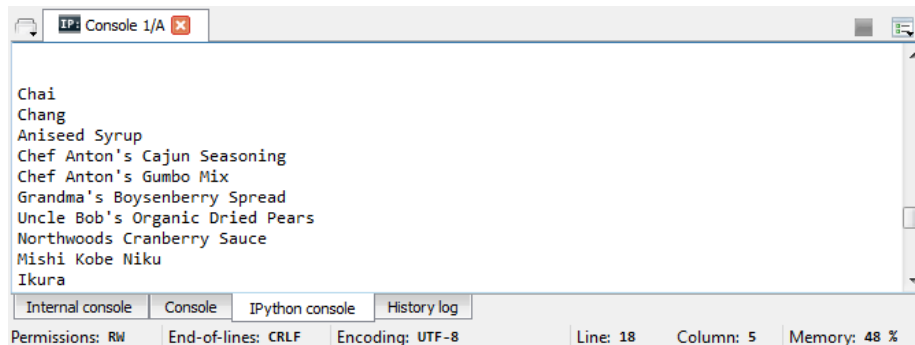 IP: Console 1/A
Chai
Chang
Aniseed Syrup
Chef Anton's Cajun Seasoning
Chef Anton's Gumbo Mix
Grandma's Boysenberry Spread
Uncle Bob's Organic Dried Pears
Northwoods Cranberry Sauce
Mishi Kobe Niku
Ikura
Internal console Console IPython console History log
Permissions: RW End-of-lines: CRLF Encoding: UTF-8 Line: 18 Column: 5 Memory: 48 %